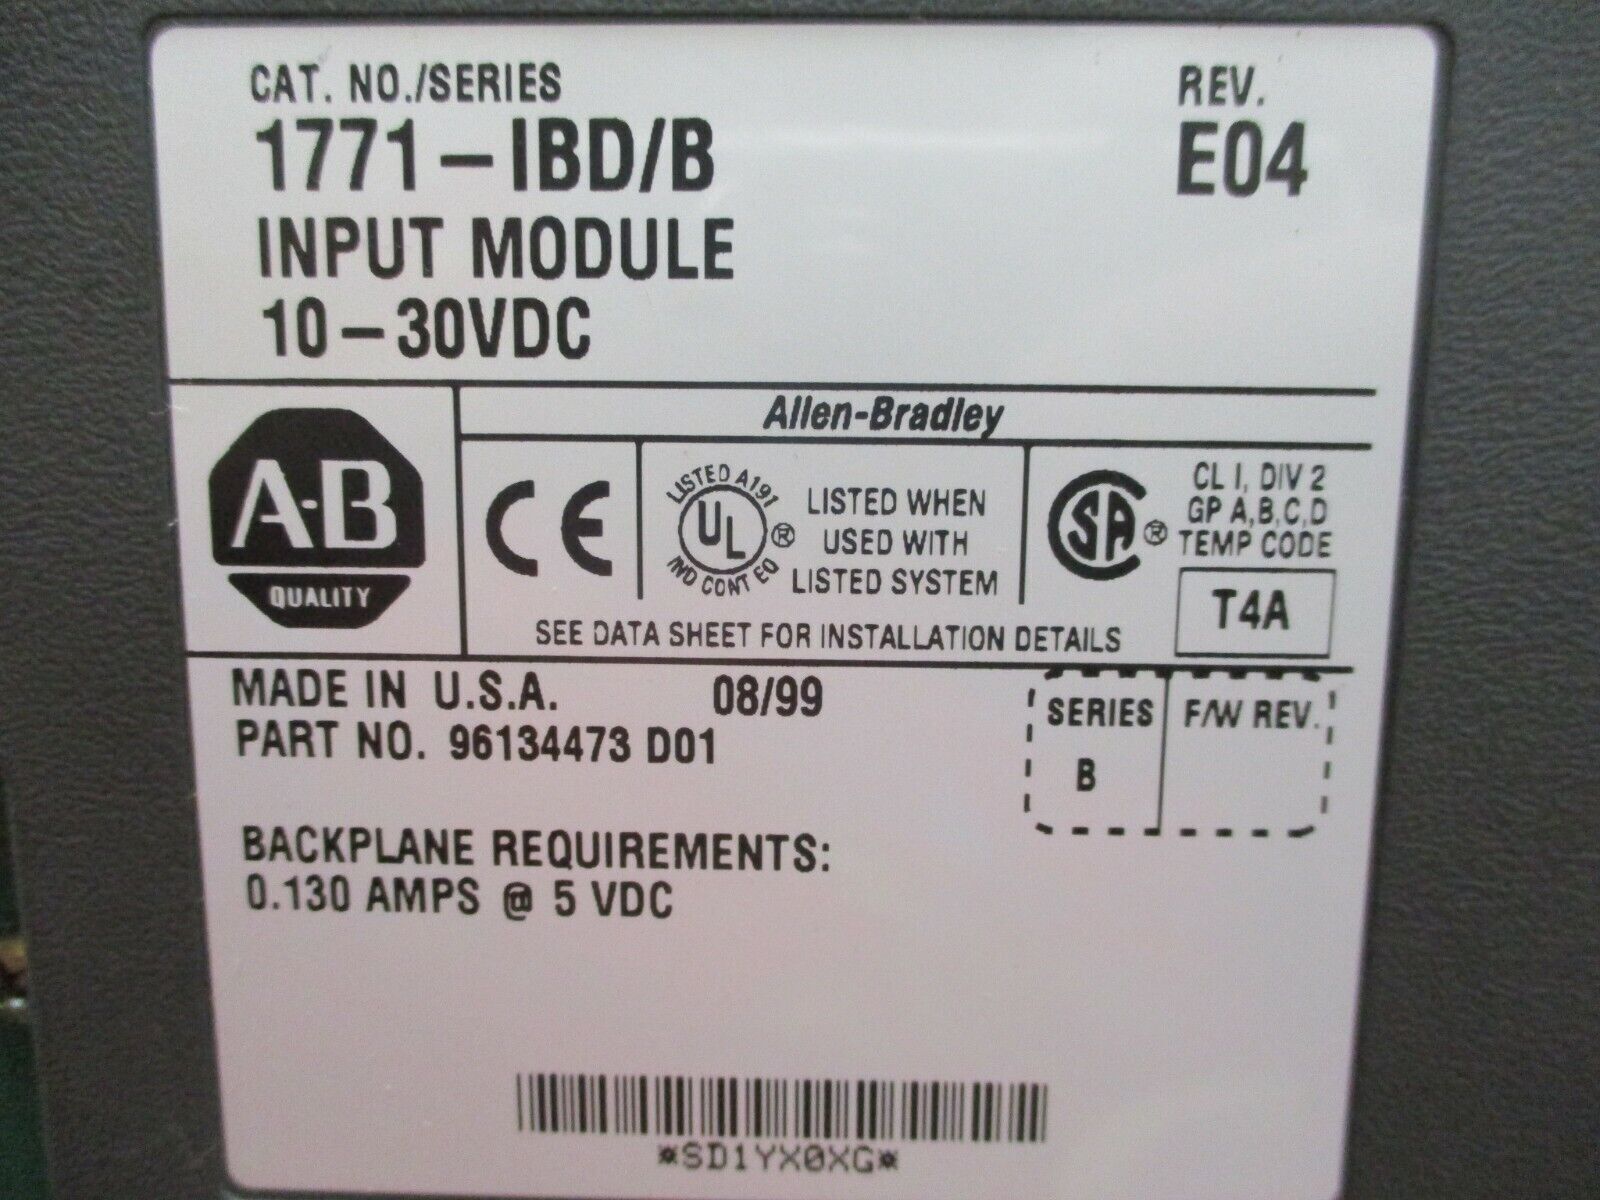 CAT. NO./SERIES
REV.
1771-IBD/B
E04
INPUT MODULE
10-30VDC
Allen-Bradley
A-B
QUALITY
CE
LISTED A191
UL
®
IND CONT EQ
LISTED WHEN
USED WITH
LISTED SYSTEM
SA
®
CL I, DIV 2
GP A,B,C,D
TEMP CODE
T4A
SEE DATA SHEET FOR INSTALLATION DETAILS
MADE IN U.S.A. 08/99
PART NO. 96134473 D01
SERIES
F/W REV.
B
BACKPLANE REQUIREMENTS:
0.130 AMPS @ 5 VDC
*SD1YX0XG*